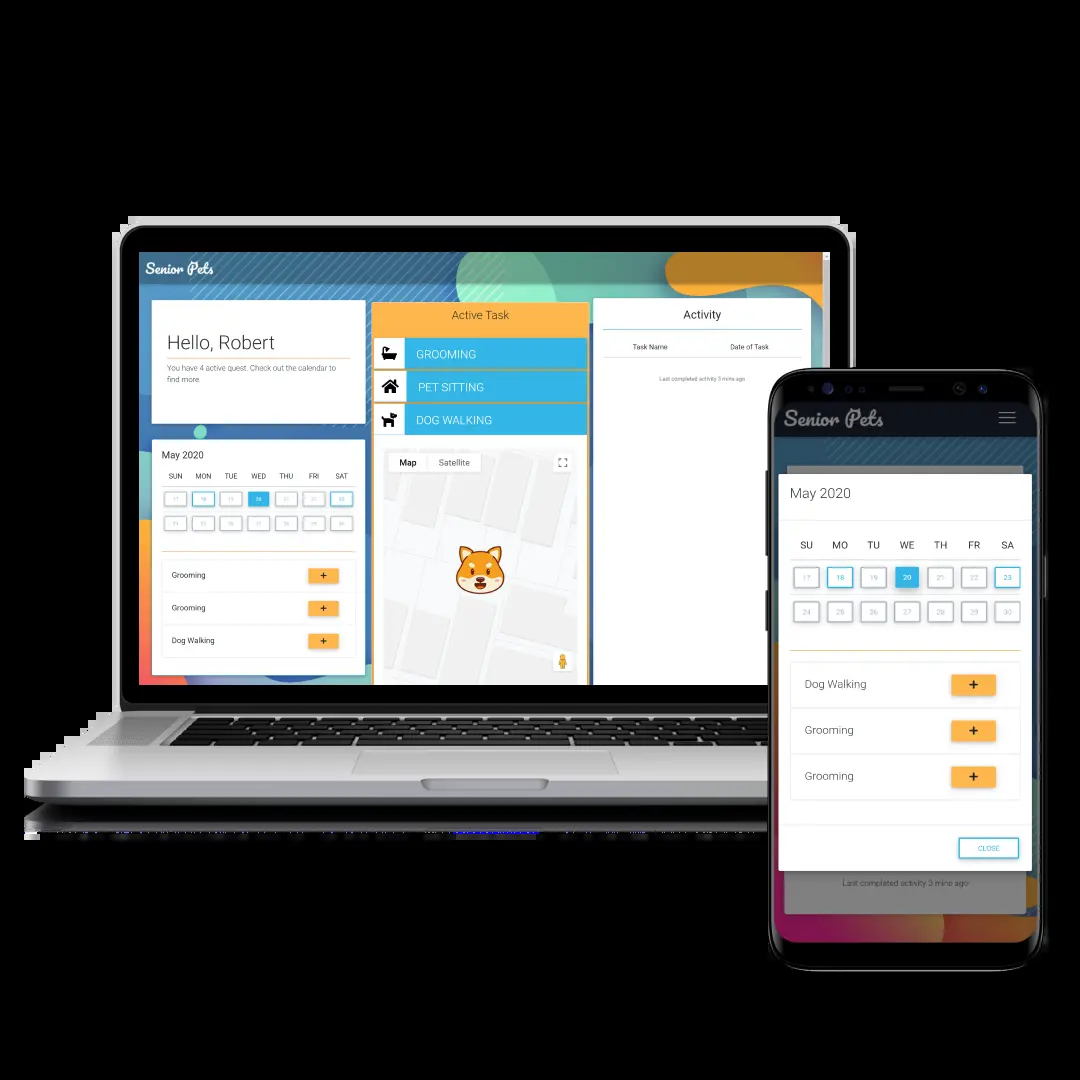 Senior Pets
Hello, Robert
You have 4 active quest. Check out the calendar to
find more.
May 2020
SUN MON TUE WED THU FRI SAT
17 18 19 20 21 22 23
24 25 26 27 28 29 30
Grooming +
Grooming +
Dog Walking +
Active Task
GROOMING
PET SITTING
DOG WALKING
Map Satellite
Activity
Task Name Date of Task
Last completed activity 3 mins ago
Senior Pets
May 2020
SU MO TU WE TH FR SA
17 18 19 20 21 22 23
24 25 26 27 28 29 30
Dog Walking +
Grooming +
Grooming +
CLOSE
Last completed activity 3 mins ago